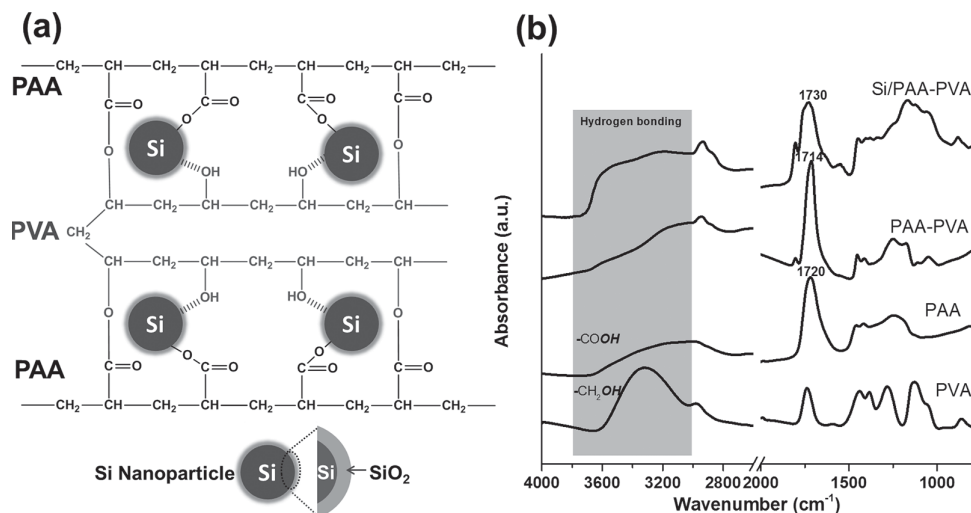 (a)
PAA
CH₂ CH CH₂ CH CH₂ CH CH₂ CH CH₂
C=O C=O C=O C=O
O O O O
Si Si
OH HO
CH CH₂ CH CH₂ CH CH₂ CH
PVA
CH₂
CH CH₂ CH CH₂ CH CH₂ CH
OH HO
O Si Si O
O O
C=O C=O C=O C=O
PAA
CH₂ CH CH₂ CH CH₂ CH CH₂ CH CH₂
Si Nanoparticle Si Si SiO₂
(b)
Absorbance (a.u.)
Hydrogen bonding
1730
Si/PAA-PVA
1714
PAA-PVA
1720
PAA
-COOH
-CH₂OH
PVA
4000 3600 3200 2800 2000 1500 1000
Wavenumber (cm⁻¹)